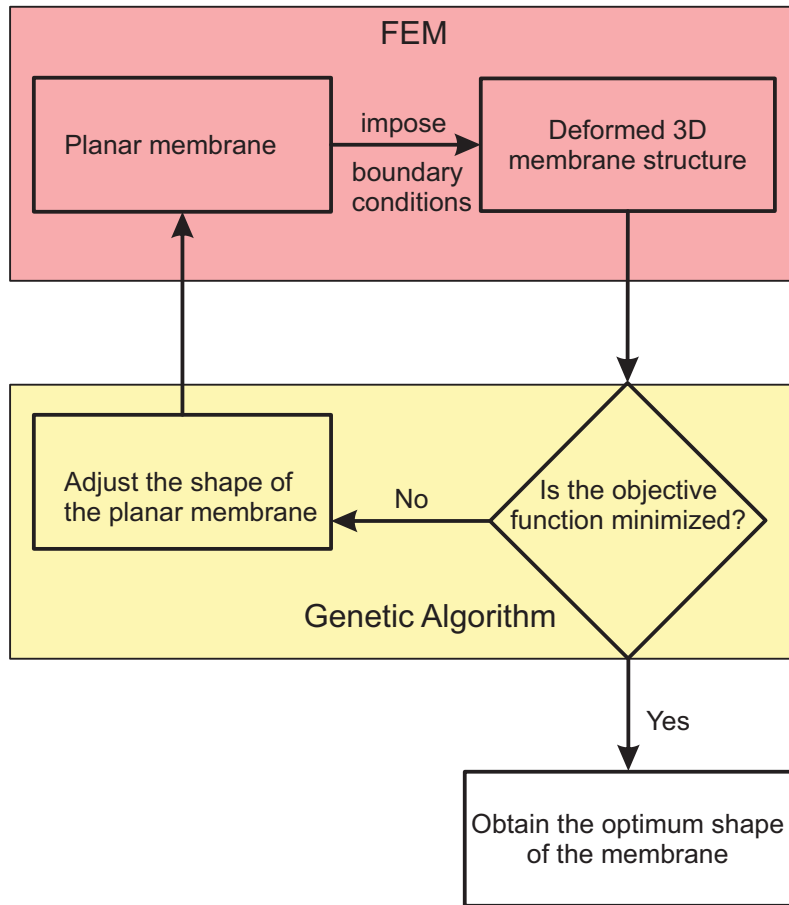 FEM
Planar membrane
impose
boundary
conditions
Deformed 3D
membrane structure
Adjust the shape of
the planar membrane
No
Is the objective
function minimized?
Genetic Algorithm
Yes
Obtain the optimum shape
of the membrane